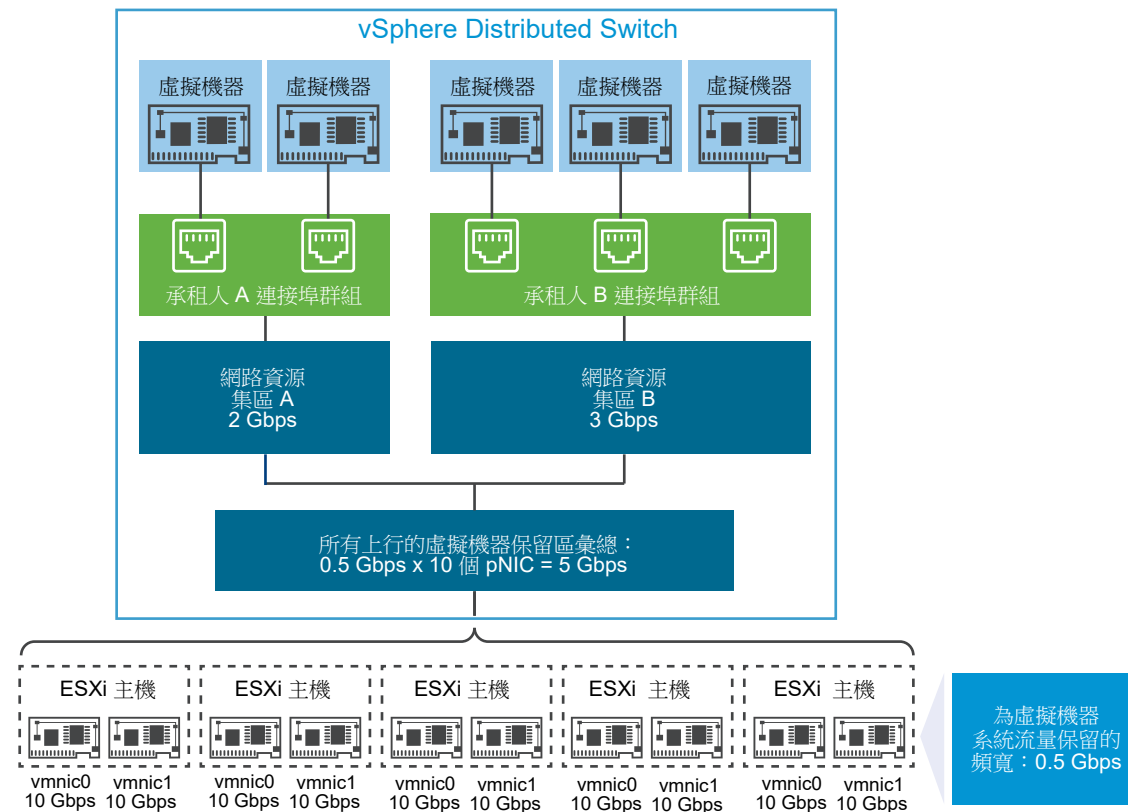 vSphere Distributed Switch
虛擬機器
虛擬機器
虛擬機器
虛擬機器
虛擬機器
承租人 A 連接埠群組
承租人 B 連接埠群組
網路資源
集區 A
2 Gbps
網路資源
集區 B
3 Gbps
所有上行的虛擬機器保留區彙總：
0.5 Gbps x 10 個 pNIC = 5 Gbps
ESXi 主機
ESXi 主機
ESXi 主機
ESXi 主機
ESXi 主機
vmnic0
10 Gbps
vmnic1
10 Gbps
vmnic0
10 Gbps
vmnic1
10 Gbps
vmnic0
10 Gbps
vmnic1
10 Gbps
vmnic0
10 Gbps
vmnic1
10 Gbps
vmnic0
10 Gbps
vmnic1
10 Gbps
為虛擬機器
系統流量保留的
頻寬：0.5 Gbps